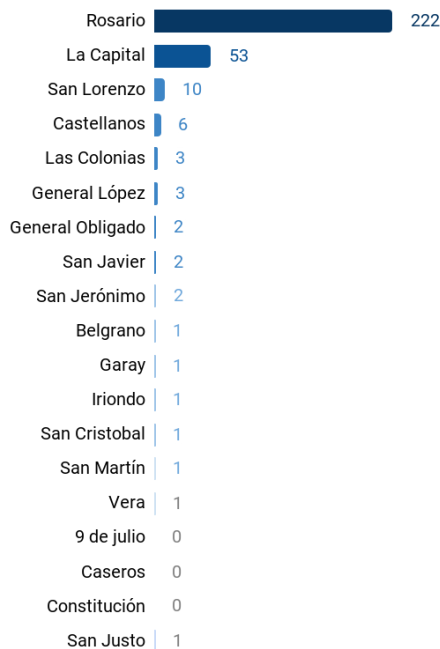 Rosario 222
La Capital 53
San Lorenzo 10
Castellanos 6
Las Colonias 3
General López 3
General Obligado 2
San Javier 2
San Jerónimo 2
Belgrano 1
Garay 1
Iriondo 1
San Cristobal 1
San Martín 1
Vera 1
9 de julio 0
Caseros 0
Constitución 0
San Justo 1